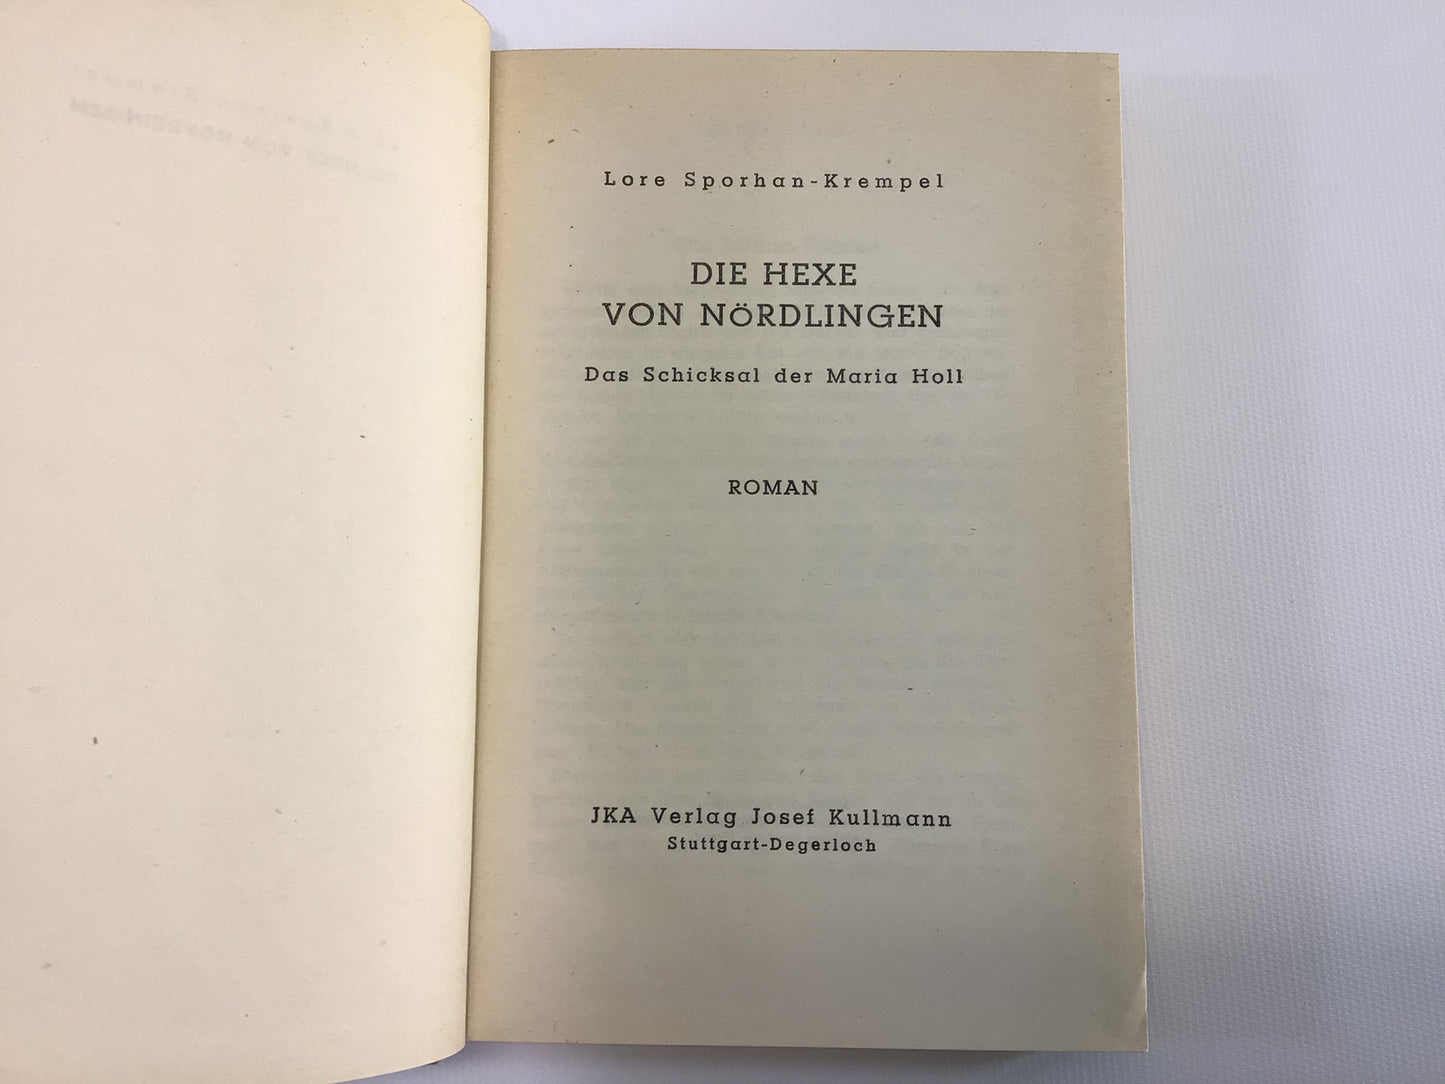 Lore Sporhan-Krempel
DIE HEXE
VON NÖRDLINGEN
Das Schicksal der Maria Holl
ROMAN
JKA Verlag Josef Kullmann
Stuttgart-Degerloch